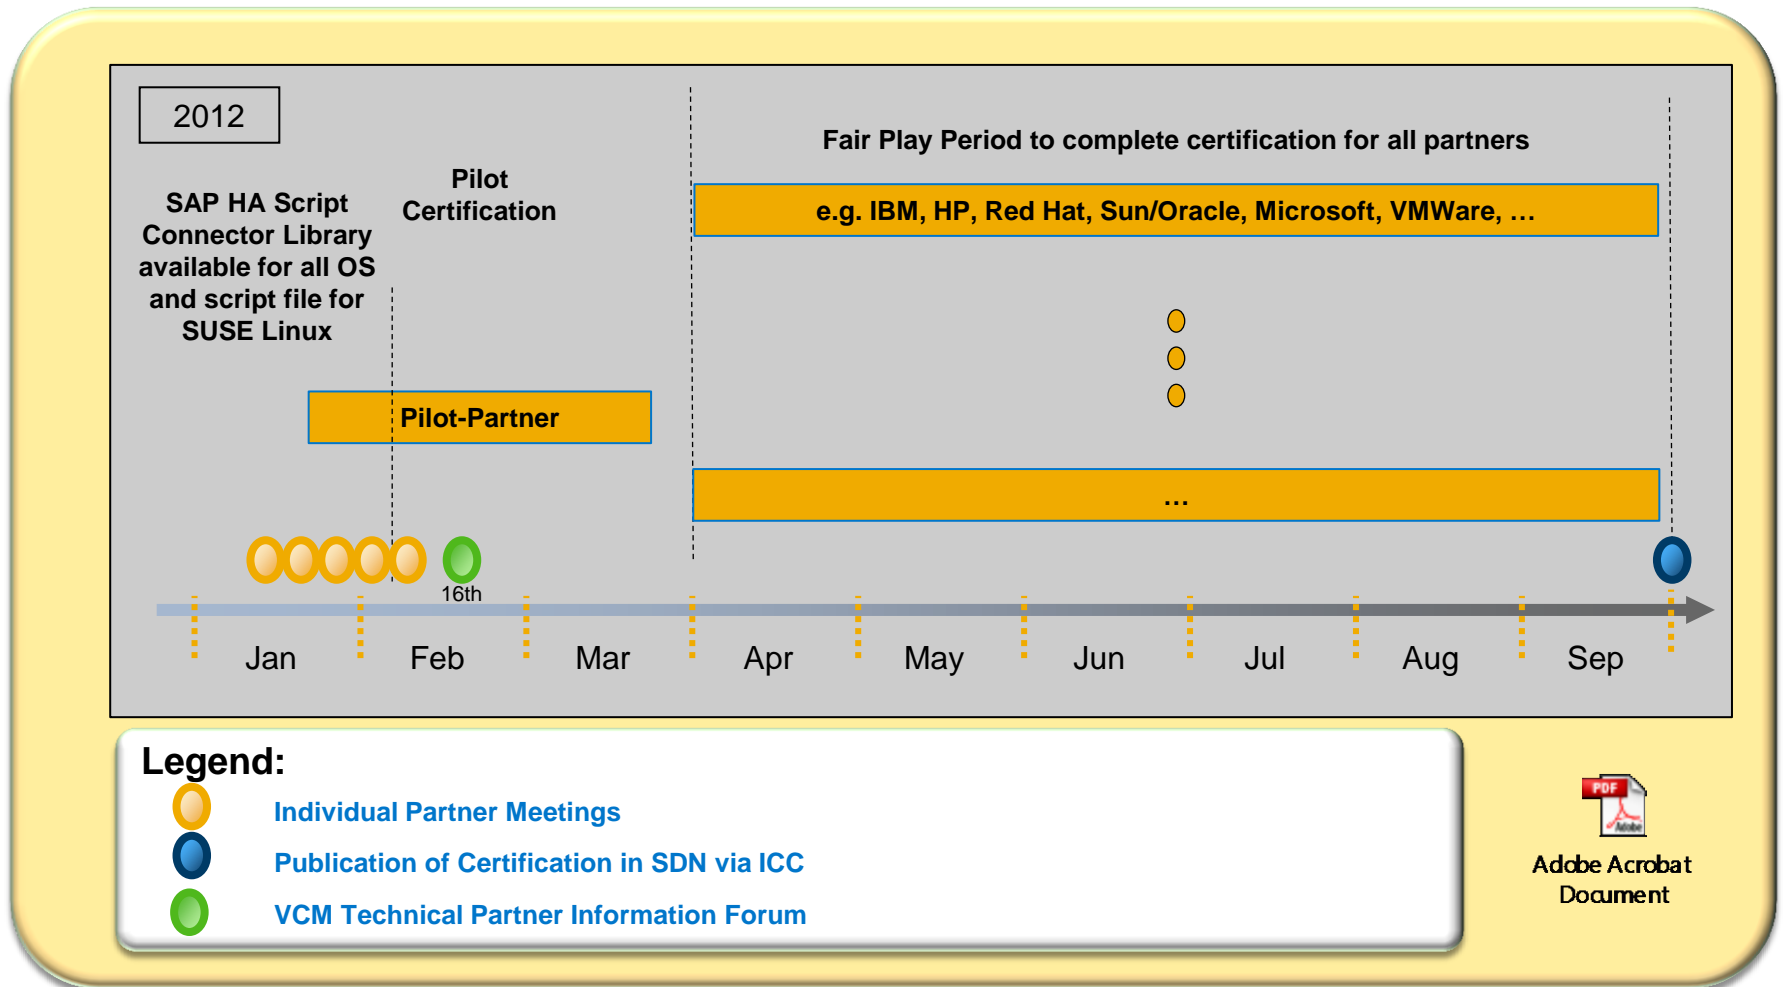 2012
SAP HA Script
Connector Library
available for all OS
and script file for
SUSE Linux
Pilot
Certification
Fair Play Period to complete certification for all partners
e.g. IBM, HP, Red Hat, Sun/Oracle, Microsoft, VMWare, …
Pilot-Partner
…
16th
Jan Feb Mar Apr May Jun Jul Aug Sep
Legend:
Individual Partner Meetings
Publication of Certification in SDN via ICC
VCM Technical Partner Information Forum
PDF
Adobe
Adobe Acrobat
Document